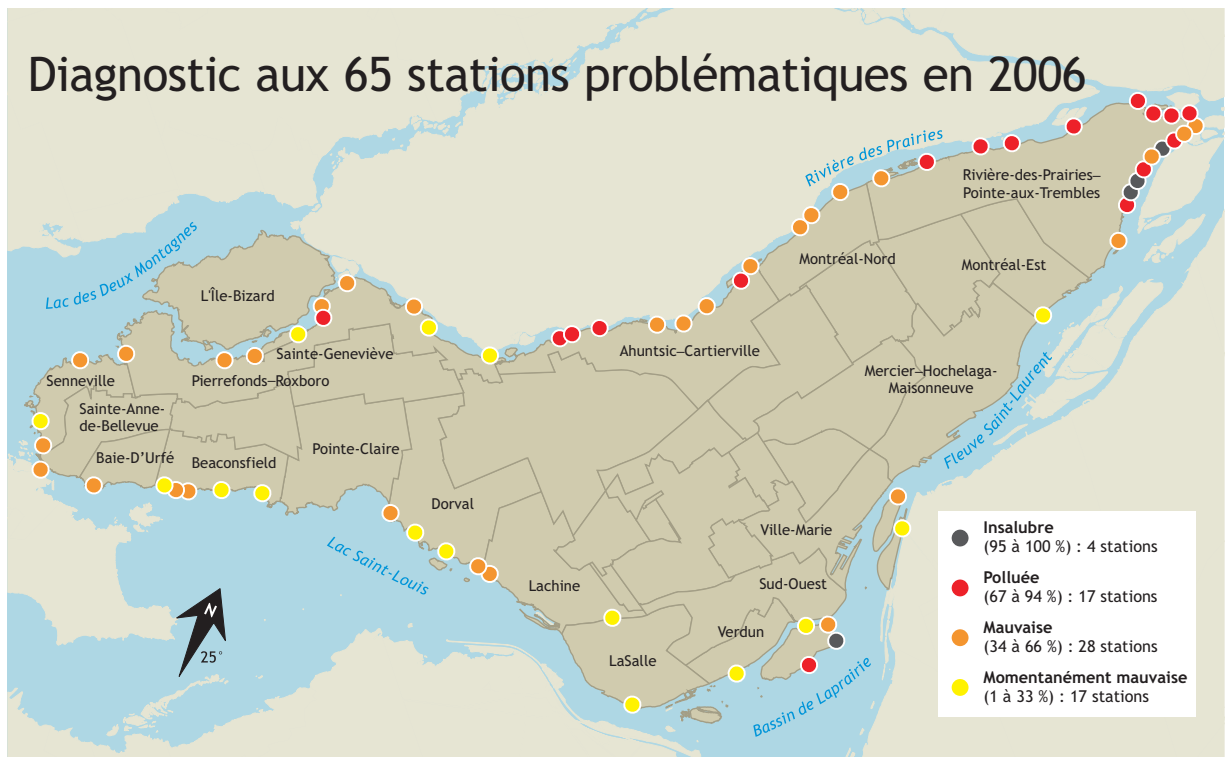 Diagnostic aux 65 stations problématiques en 2006
Rivière des Prairies
Rivière-des-Prairies–
Pointe-aux-Trembles
Lac des Deux Montagnes
Montréal-Nord
Montréal-Est
L'Île-Bizard
Sainte-Geneviève
Ahuntsic–Cartierville
Senneville
Pierrefonds–Roxboro
Mercier–Hochelaga-
Maisonneuve
Sainte-Anne-
de-Bellevue
Fleuve Saint-Laurent
Baie-D'Urfé
Beaconsfield
Pointe-Claire
Dorval
Ville-Marie
Lac Saint-Louis
Lachine
Sud-Ouest
Verdun
LaSalle
Bassin de Laprairie
N
25°
Insalubre
(95 à 100 %) : 4 stations
Polluée
(67 à 94 %) : 17 stations
Mauvaise
(34 à 66 %) : 28 stations
Momentanément mauvaise
(1 à 33 %) : 17 stations